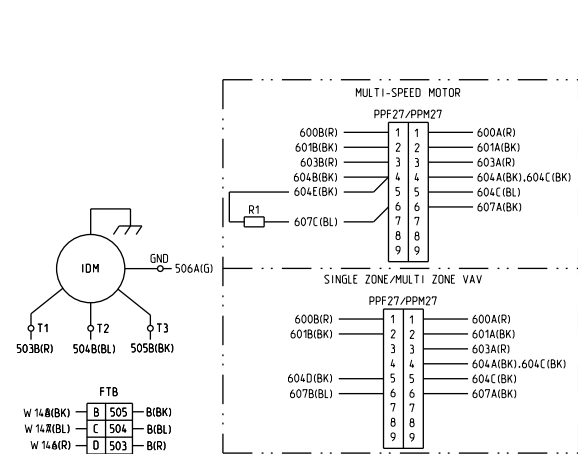 MULTI-SPEED MOTOR
PPF27/PPM27
600B(R) 1 1 600A(R)
601B(BK) 2 2 601A(BK)
603B(R) 3 3 603A(R)
604B(BK) 4 4 604A(BK),604C(BK)
604E(BK) 5 5 604C(BL)
R1
6 6 607A(BK)
607C(BL) 7 7
8 8
9 9
GND
IDM
506A(G)
T1 T2 T3
503B(R) 504B(BL) 505B(BK)
SINGLE ZONE/MULTI ZONE VAV
PPF27/PPM27
600B(R) 1 1 600A(R)
601B(BK) 2 2 601A(BK)
3 3 603A(R)
4 4 604A(BK),604C(BK)
604D(BK) 5 5 604C(BK)
607B(BL) 6 6 607A(BK)
7 7
8 8
9 9
FTB
(BK) B 505 B(BK)
(BL) C 504 B(BL)
(R) D 503 B(R)